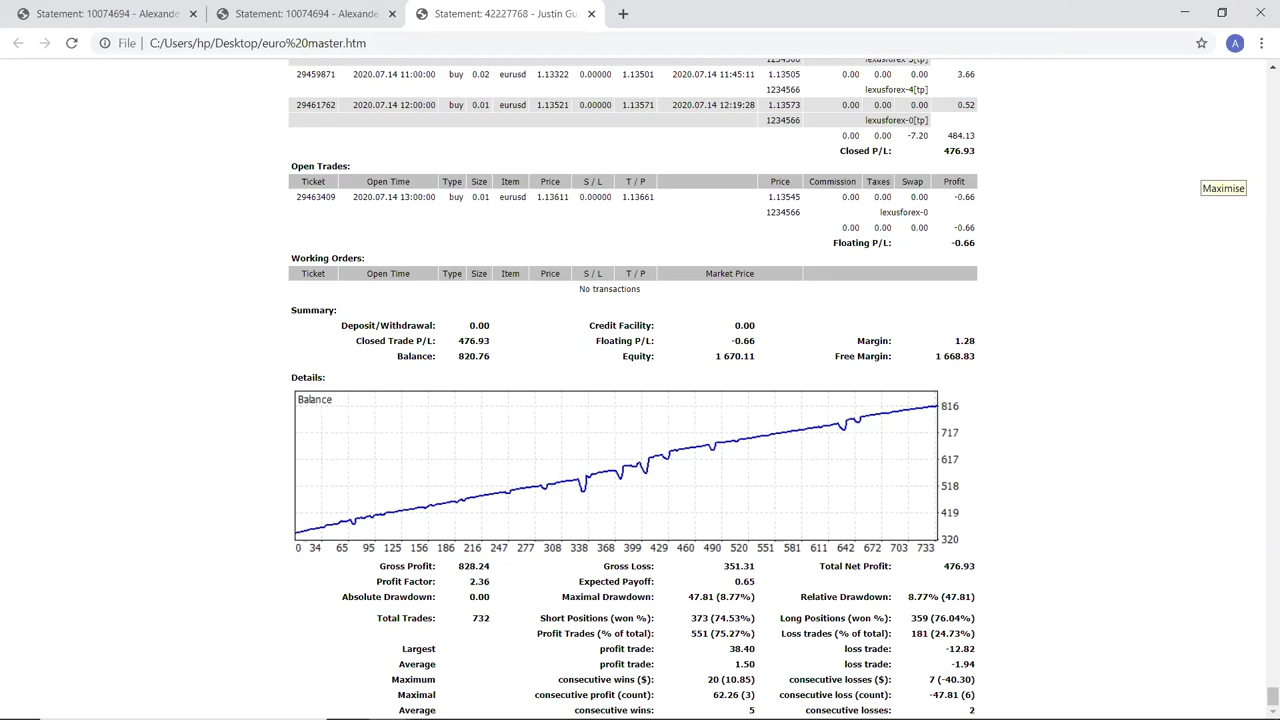 Statement: 10074694 - Alexande
Statement: 10074694 - Alexande
Statement: 42227768 - Justin Gu
File | C:/Users/hp/Desktop/euro%20master.htm
A
1234566 lexusforex-3[tp]
29459871 2020.07.14 11:00:00 buy 0.02 eurusd 1.13322 0.00000 1.13501 2020.07.14 11:45:11 1.13505 0.00 0.00 0.00 3.66
1234566 lexusforex-4[tp]
29461762 2020.07.14 12:00:00 buy 0.01 eurusd 1.13521 0.00000 1.13571 2020.07.14 12:19:28 1.13573 0.00 0.00 0.00 0.52
1234566 lexusforex-0[tp]
0.00 0.00 -7.20 484.13
Closed P/L: 476.93
Open Trades:
Ticket Open Time Type Size Item Price S / L T / P Price Commission Taxes Swap Profit
Maximise
29463409 2020.07.14 13:00:00 buy 0.01 eurusd 1.13611 0.00000 1.13661 1.13545 0.00 0.00 0.00 -0.66
1234566 lexusforex-0
0.00 0.00 0.00 -0.66
Floating P/L: -0.66
Working Orders:
Ticket Open Time Type Size Item Price S / L T / P Market Price
No transactions
Summary:
Deposit/Withdrawal: 0.00 Credit Facility: 0.00
Closed Trade P/L: 476.93 Floating P/L: -0.66 Margin: 1.28
Balance: 820.76 Equity: 1 670.11 Free Margin: 1 668.83
Details:
Balance
816
717
617
518
419
320
0 34 65 95 125 156 186 216 247 277 308 338 368 399 429 460 490 520 551 581 611 642 672 703 733
Gross Profit: 828.24 Gross Loss: 351.31 Total Net Profit: 476.93
Profit Factor: 2.36 Expected Payoff: 0.65
Absolute Drawdown: 0.00 Maximal Drawdown: 47.81 (8.77%) Relative Drawdown: 8.77% (47.81)
Total Trades: 732 Short Positions (won %): 373 (74.53%) Long Positions (won %): 359 (76.04%)
Profit Trades (% of total): 551 (75.27%) Loss trades (% of total): 181 (24.73%)
Largest profit trade: 38.40 loss trade: -12.82
Average profit trade: 1.50 loss trade: -1.94
Maximum consecutive wins ($): 20 (10.85) consecutive losses ($): 7 (-40.30)
Maximal consecutive profit (count): 62.26 (3) consecutive loss (count): -47.81 (6)
Average consecutive wins: 5 consecutive losses: 2